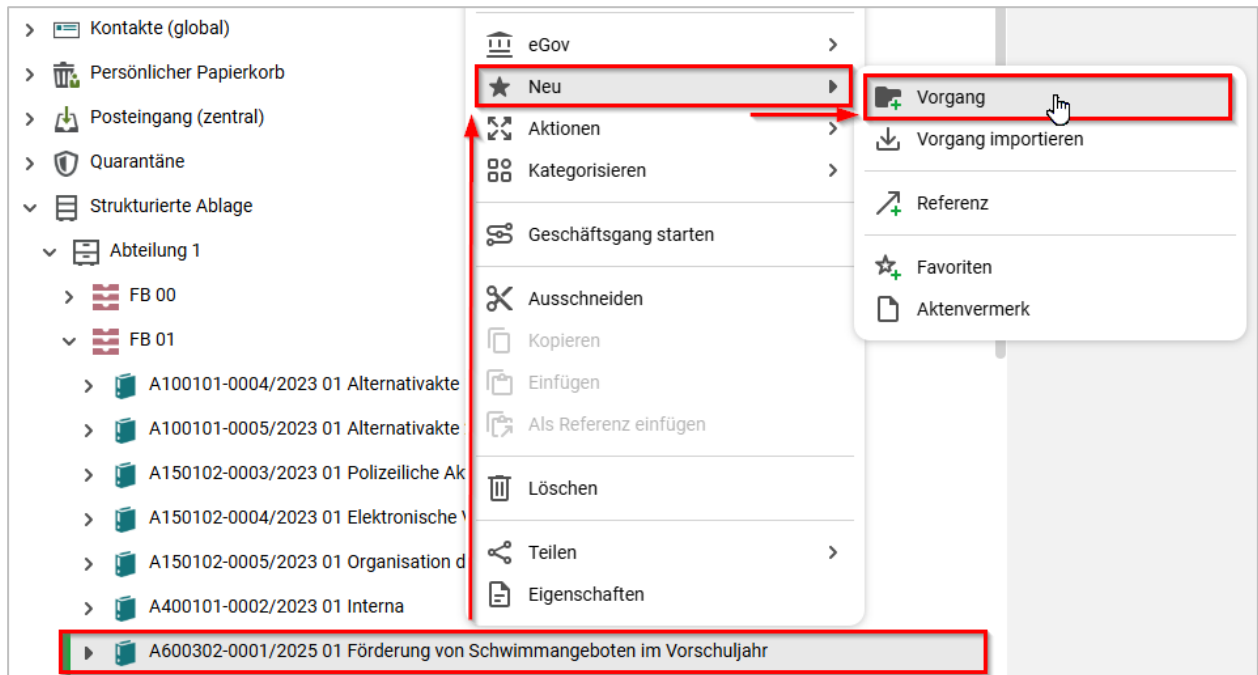 Kontakte (global)
Persönlicher Papierkorb
Posteingang (zentral)
Quarantäne
Strukturierte Ablage
Abteilung 1
FB 00
FB 01
A100101-0004/2023 01 Alternativakte
A100101-0005/2023 01 Alternativakte
A150102-0003/2023 01 Polizeiliche Ak
A150102-0004/2023 01 Elektronische
A150102-0005/2023 01 Organisation d
A400101-0002/2023 01 Interna
A600302-0001/2025 01 Förderung von Schwimmangeboten im Vorschuljahr
eGov
Neu
Aktionen
Kategorisieren
Geschäftsgang starten
Ausschneiden
Kopieren
Einfügen
Als Referenz einfügen
Löschen
Teilen
Eigenschaften
Vorgang
Vorgang importieren
Referenz
Favoriten
Aktenvermerk